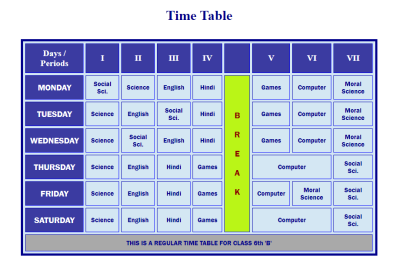 Time Table
Days / Periods I II III IV V VI VII
MONDAY Social Sci. Science English Hindi BREAK Games Computer Moral Science
TUESDAY Science English Social Sci. Hindi Games Computer Moral Science
WEDNESDAY Science Social Sci. English Hindi Games Computer Moral Science
THURSDAY Science English Hindi Games Computer Social Sci.
FRIDAY Science English Hindi Games Computer Moral Science Social Sci.
SATURDAY Science English Hindi Games Computer Social Sci.
THIS IS A REGULAR TIME TABLE FOR CLASS 6th 'B'